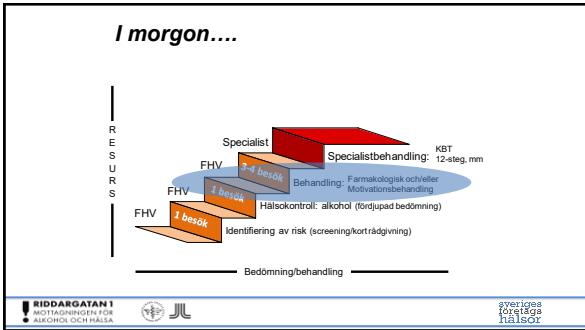 I morgon....
R
E
S
U
R
S
Specialist
Specialistbehandling: KBT
12-steg, mm
FHV
3-4 besök
Behandling: Farmakologisk och/eller
Motivationsbehandling
FHV
1 besök
Hälsokontroll: alkohol (fördjupad bedömning)
FHV
1 besök
Identifiering av risk (screening/kort rådgivning)
Bedömning/behandling
RIDDARGATAN 1
MOTTAGNINGEN FÖR
ALKOHOL OCH HÄLSA
sveriges
företags
hälsor